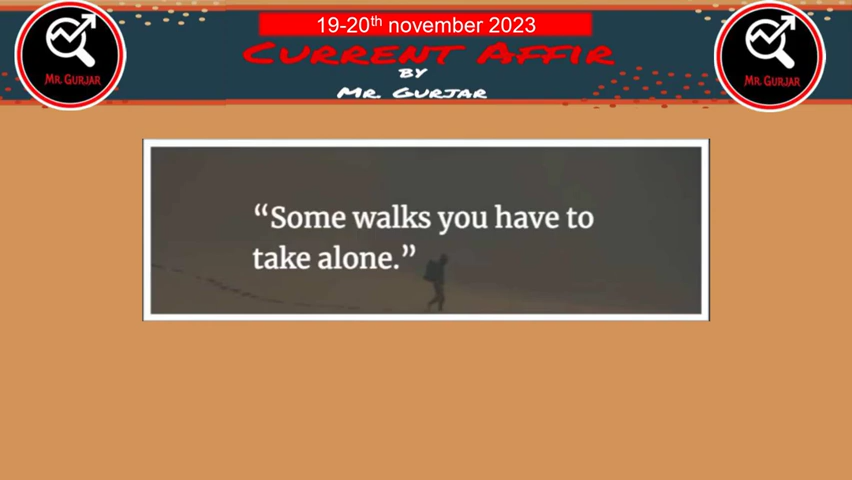 19-20th november 2023
CURRENT AFFIR
BY
MR. GURJAR
MR. GURJAR
MR. GURJAR
“Some walks you have to
take alone.”